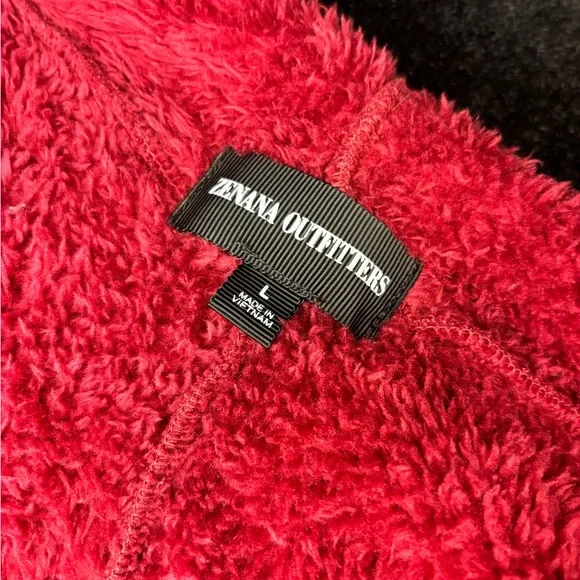 ZENANA OUTFITTERS
L
MADE IN
VIETNAM